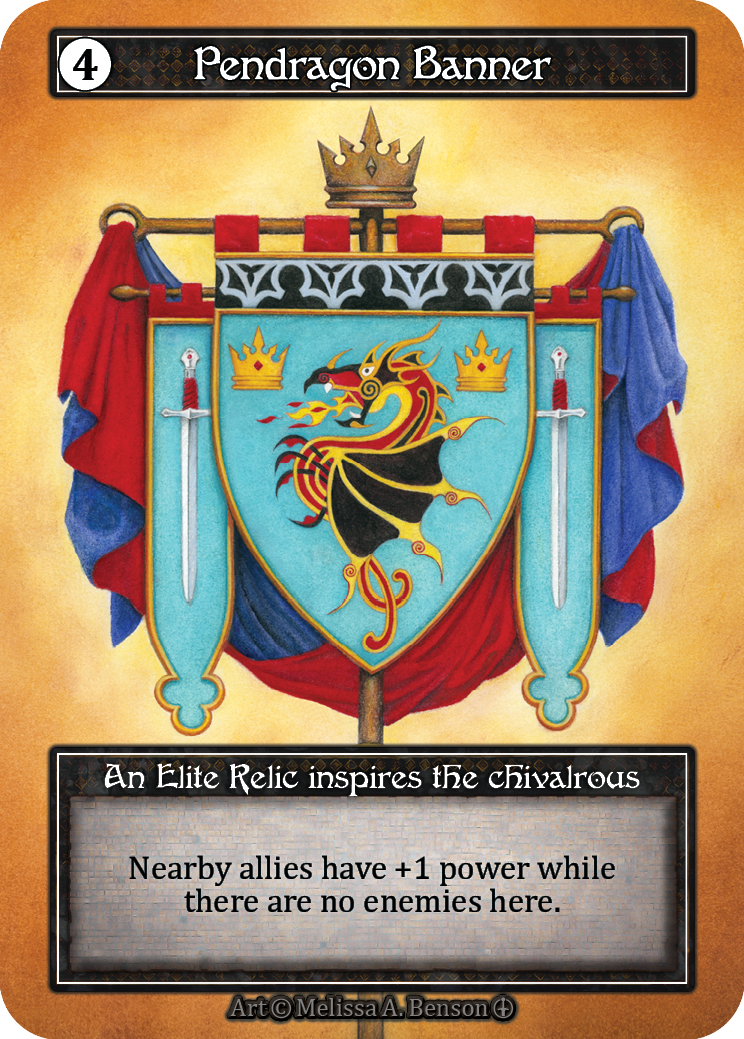 4
Pendragon Banner
An Elite Relic inspires the chivalrous
Nearby allies have +1 power while
there are no enemies here.
Art © Melissa A. Benson